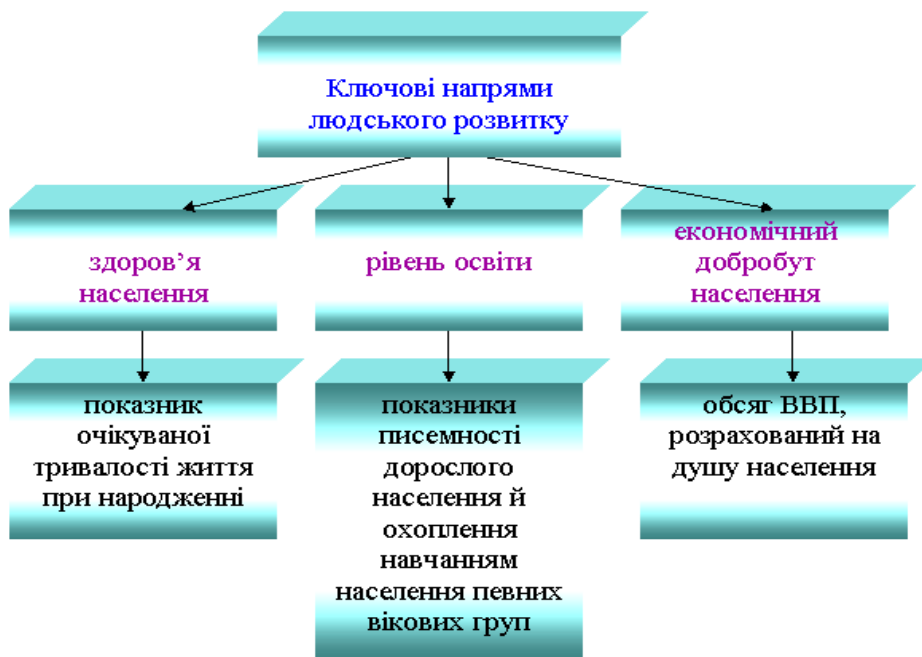 Ключові напрями
людського розвитку
здоров’я
населення
рівень освіти
економічний
добробут
населення
показник
очікуваної
тривалості життя
при народженні
показники
писемності
дорослого
населення й
охоплення
навчанням
населення певних
вікових груп
обсяг ВВП,
розрахований на
душу населення